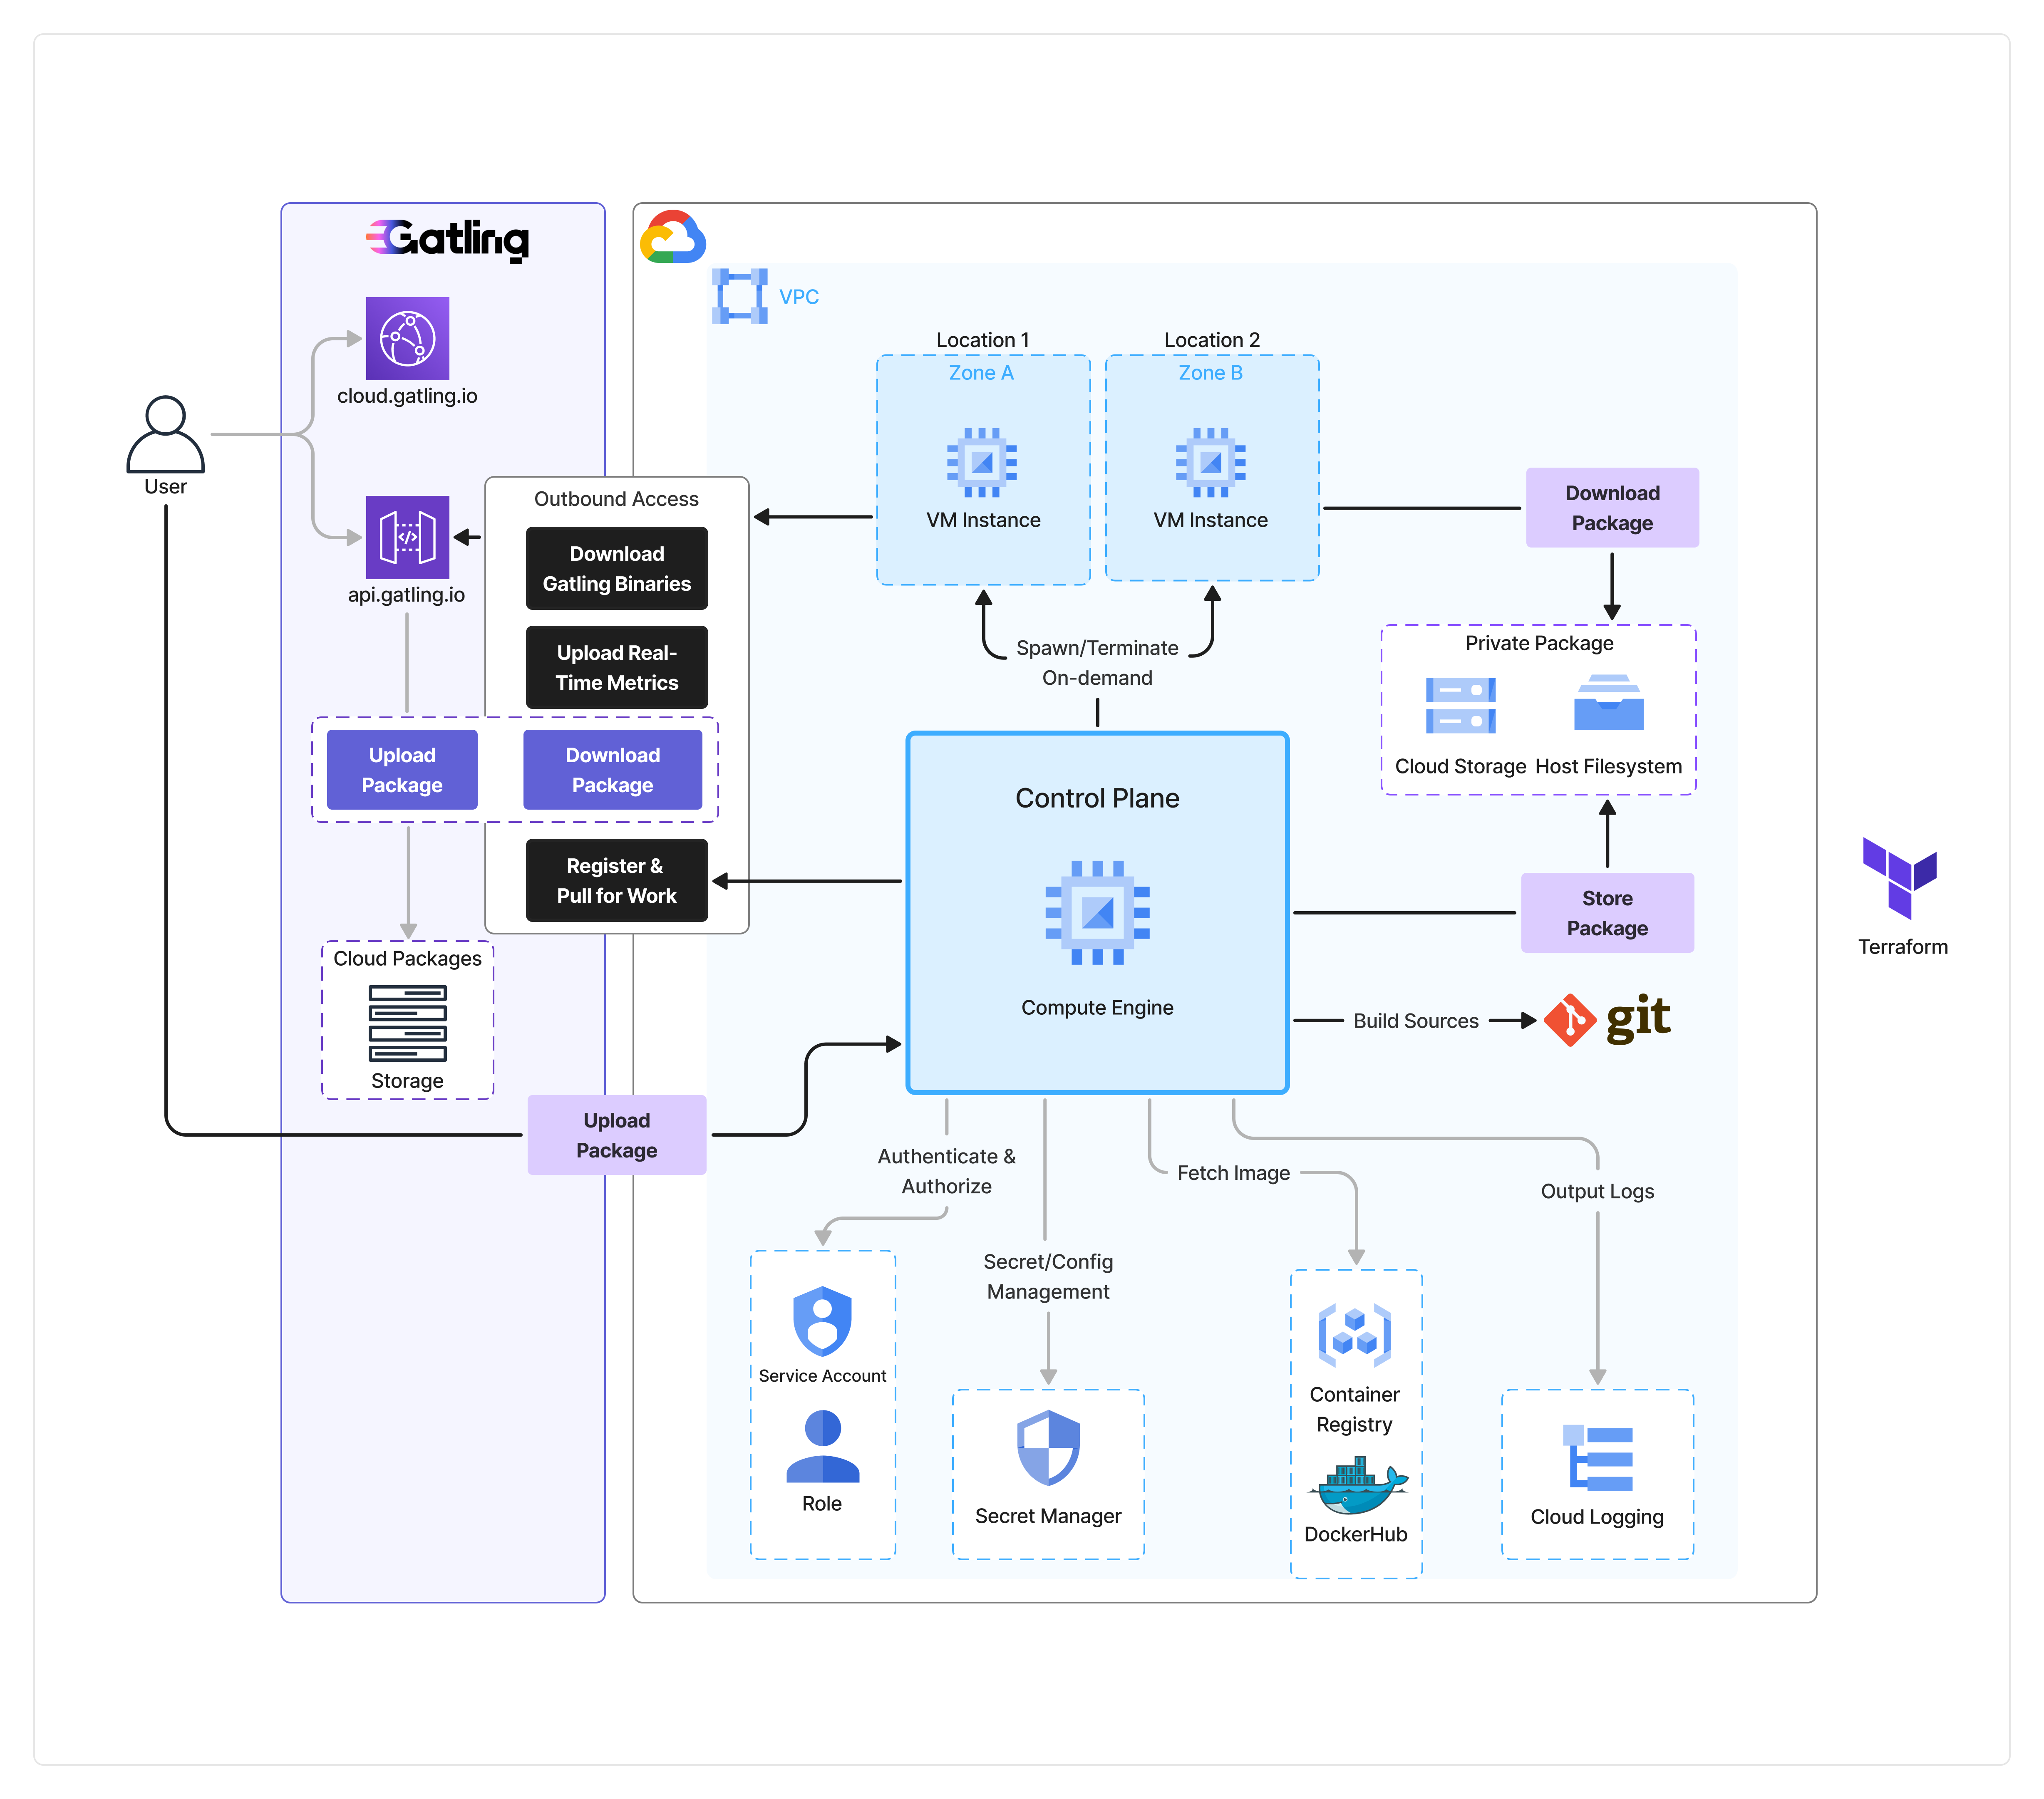 Gatling
cloud.gatling.io
User
api.gatling.io
Outbound Access
Download
Gatling Binaries
Upload Real-
Time Metrics
Upload
Package
Download
Package
Register &
Pull for Work
Cloud Packages
Storage
Upload
Package
VPC
Location 1
Zone A
VM Instance
Location 2
Zone B
VM Instance
Spawn/Terminate
On-demand
Download
Package
Private Package
Cloud Storage
Host Filesystem
Control Plane
Compute Engine
Store
Package
Build Sources
git
Terraform
Authenticate &
Authorize
Service Account
Role
Secret/Config
Management
Secret Manager
Fetch Image
Container
Registry
DockerHub
Output Logs
Cloud Logging